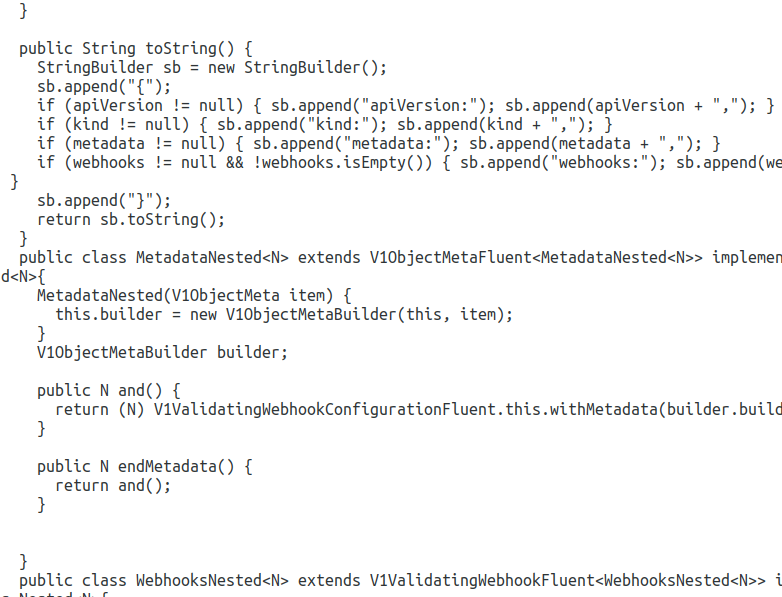 }
public String toString() {
StringBuilder sb = new StringBuilder();
sb.append("{");
if (apiVersion != null) { sb.append("apiVersion:"); sb.append(apiVersion + ","); }
if (kind != null) { sb.append("kind:"); sb.append(kind + ","); }
if (metadata != null) { sb.append("metadata:"); sb.append(metadata + ","); }
if (webhooks != null && !webhooks.isEmpty()) { sb.append("webhooks:"); sb.append(we
}
sb.append("}");
return sb.toString();
}
public class MetadataNested<N> extends V1ObjectMetaFluent<MetadataNested<N>> implemen
d<N>{
MetadataNested(V1ObjectMeta item) {
this.builder = new V1ObjectMetaBuilder(this, item);
}
V1ObjectMetaBuilder builder;
public N and() {
return (N) V1ValidatingWebhookConfigurationFluent.this.withMetadata(builder.build
}
public N endMetadata() {
return and();
}
}
public class WebhooksNested<N> extends V1ValidatingWebhookFluent<WebhooksNested<N>> i